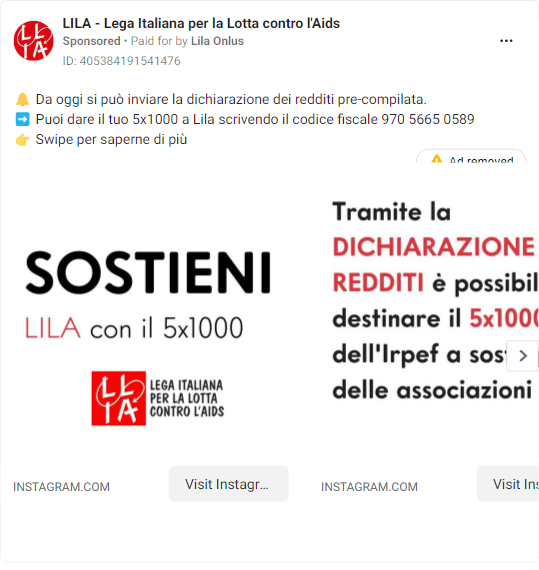 LILA - Lega Italiana per la Lotta contro l'Aids
Sponsored • Paid for by Lila Onlus
ID: 405384191541476
🔔 Da oggi si può inviare la dichiarazione dei redditi pre-compilata.
➡️ Puoi dare il tuo 5x1000 a Lila scrivendo il codice fiscale 970 5665 0589
👉 Swipe per saperne di più
Ad removed
SOSTIENI
LILA con il 5x1000
LILA
LEGA ITALIANA
PER LA LOTTA
CONTRO L'AIDS
INSTAGRAM.COM
Visit Instagr...
Tramite la
DICHIARAZIONE
REDDITI è possibil
destinare il 5x1000
dell'Irpef a sos
delle associazioni
INSTAGRAM.COM
Visit Ins